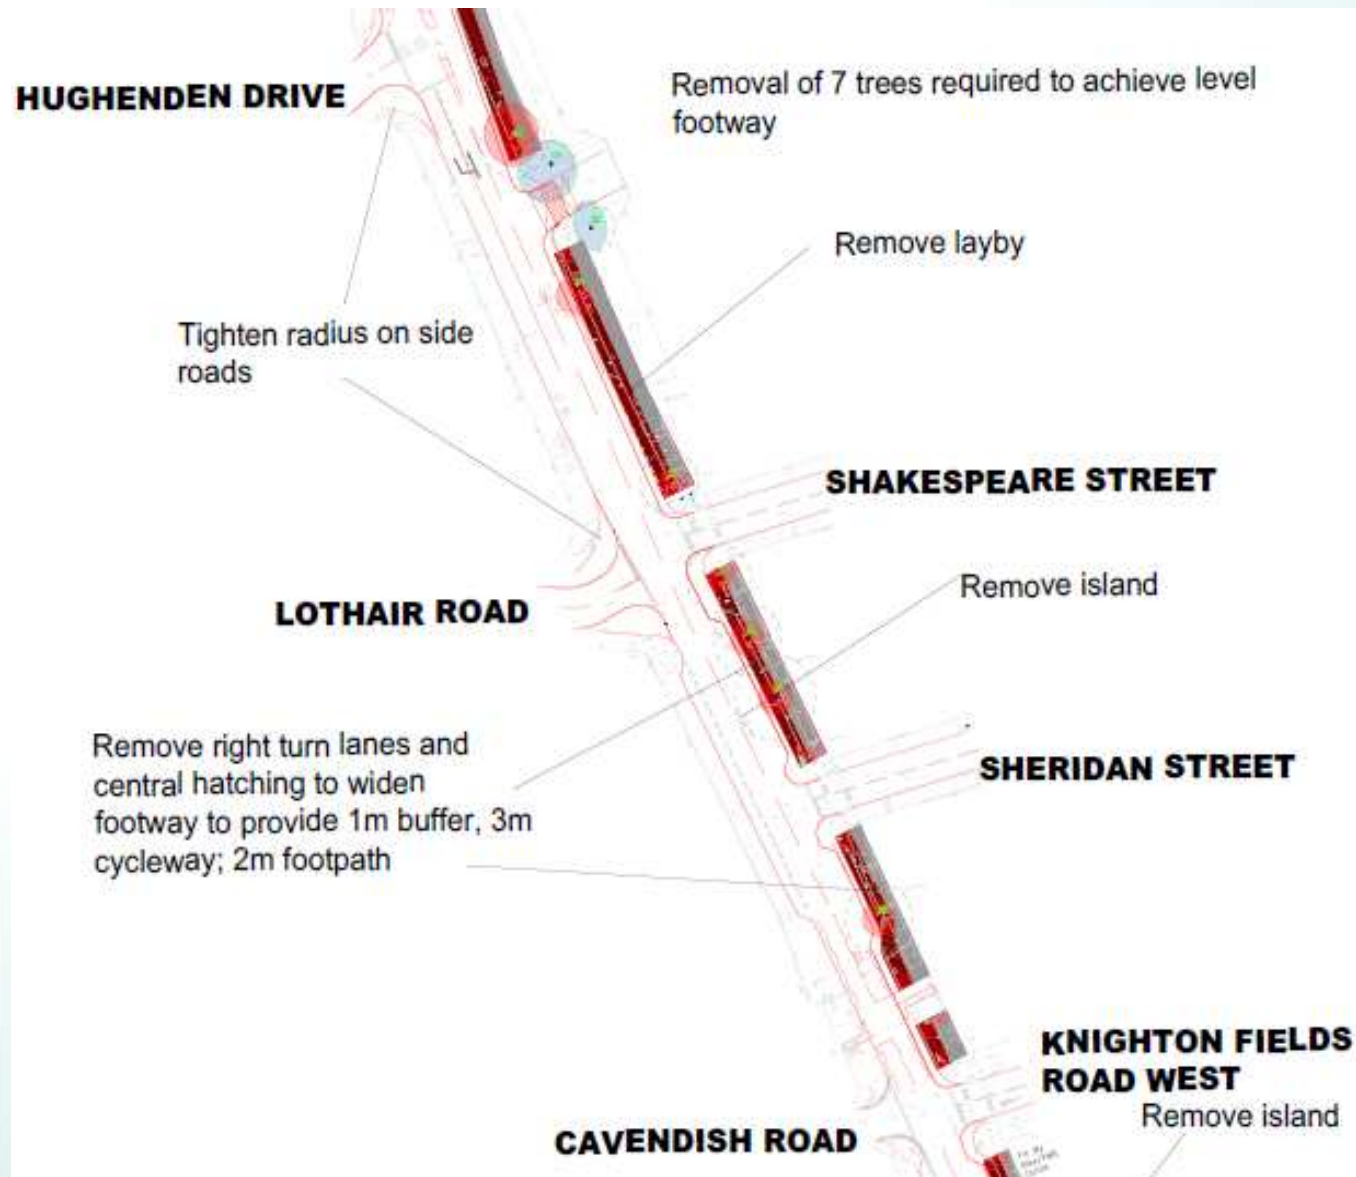 HUGHENDEN DRIVE
Removal of 7 trees required to achieve level
footway
Remove layby
Tighten radius on side
roads
SHAKESPEARE STREET
Remove island
LOTHAIR ROAD
Remove right turn lanes and
central hatching to widen
footway to provide 1m buffer, 3m
cycleway; 2m footpath
SHERIDAN STREET
KNIGHTON FIELDS
ROAD WEST
Remove island
CAVENDISH ROAD